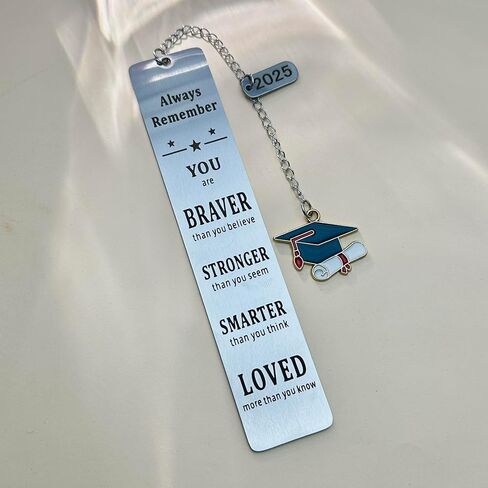 Always
Remember
YOU
are
BRAVER
than you believe
STRONGER
than you seem
SMARTER
than you think
LOVED
more than you know
2025